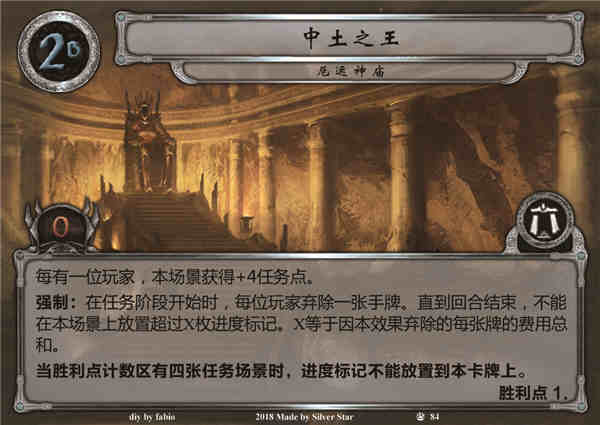 2B
中土之王
厄运神庙
0
每有一位玩家，本场景获得+4任务点。
强制：在任务阶段开始时，每位玩家弃除一张手牌。直到回合结束，不能
在本场景上放置超过X枚进度标记。X等于因本效果弃除的每张牌的费用总
和。
当胜利点计数区有四张任务场景时，进度标记不能放置到本卡牌上。
胜利点 1.
diy by fabio 2018 Made by Silver Star 84